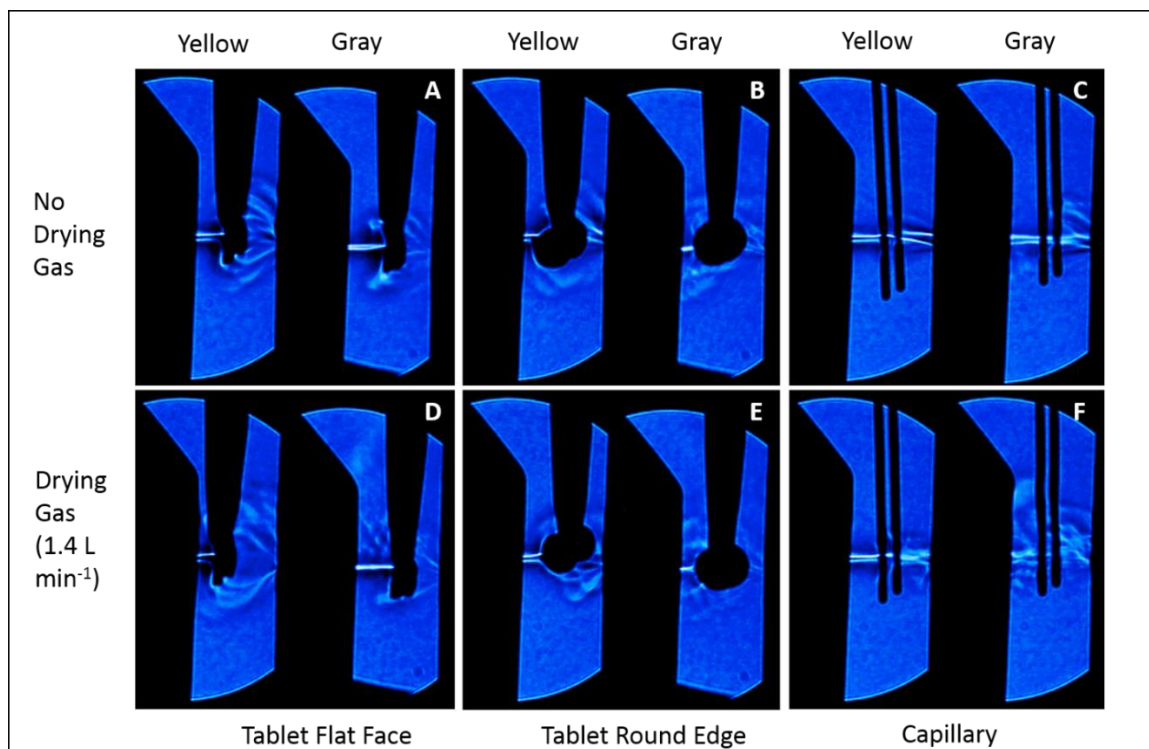 Yellow Gray Yellow Gray Yellow Gray
A B C
No
Drying
Gas
D E F
Drying
Gas
(1.4 L
min⁻¹)
Tablet Flat Face Tablet Round Edge Capillary